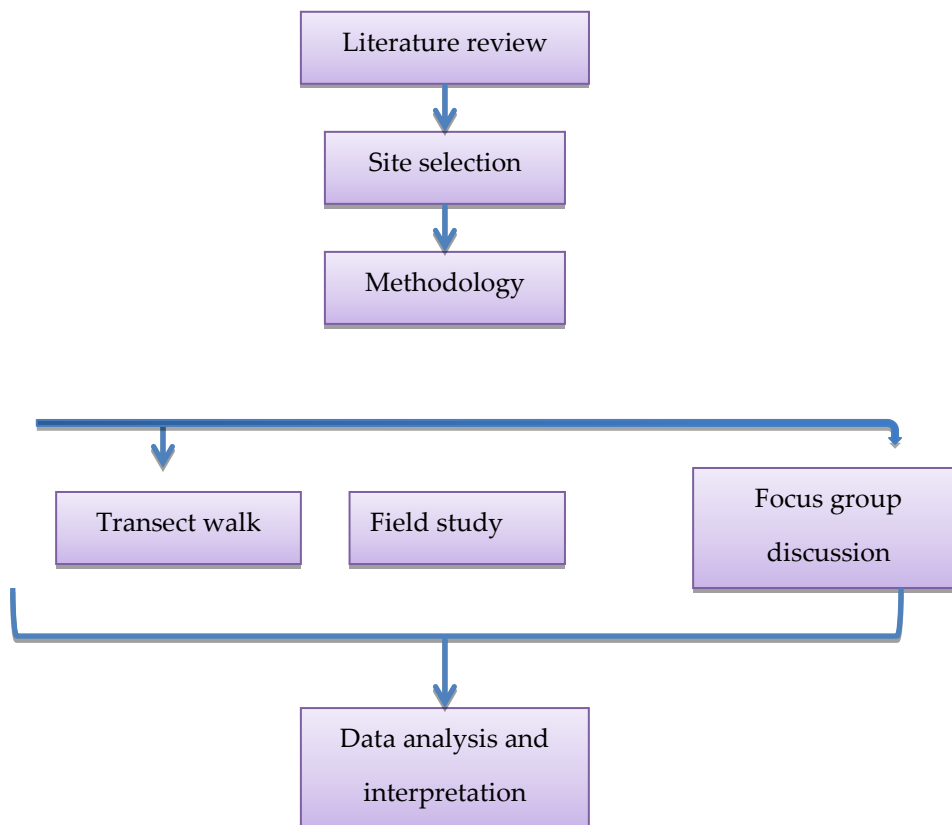 Literature review
Site selection
Methodology
Transect walk
Field study
Focus group
discussion
Data analysis and
interpretation